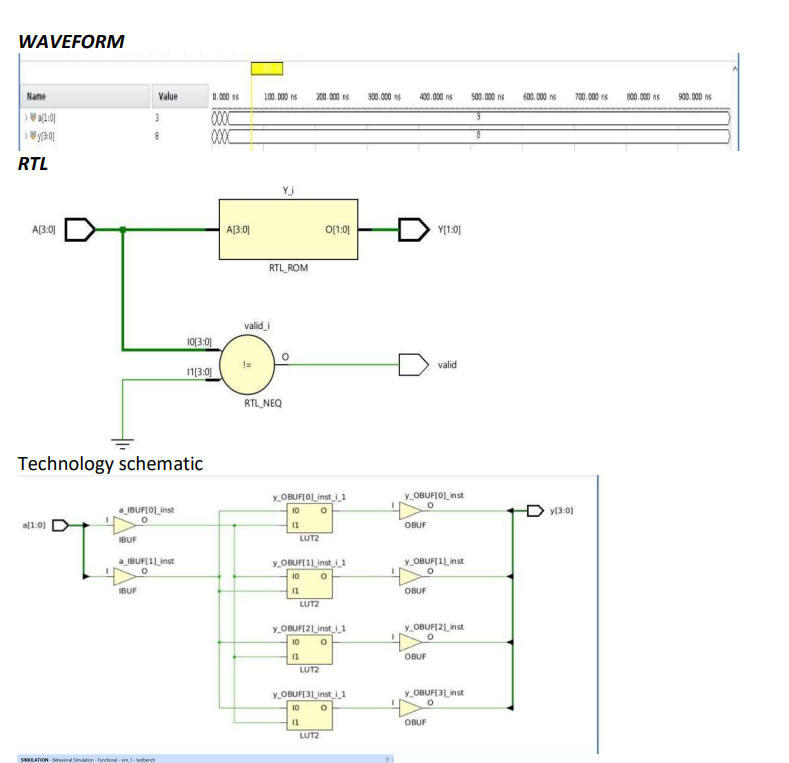 WAVEFORM
Name Value 0.000 ns 100.000 ns 200.000 ns 300.000 ns 400.000 ns 500.000 ns 600.000 ns 700.000 ns 800.000 ns 900.000 ns
a[1:0] 3 3
y[3:0] 8 8
RTL
Y_i
A[3:0] A[3:0] O[1:0] Y[1:0]
RTL_ROM
valid_i
I0[3:0]
!= O valid
I1[3:0]
RTL_NEQ
Technology schematic
y_OBUF[0]_inst_i_1 y_OBUF[0]_inst
a_IBUF[0]_inst I0 O I O y[3:0]
a[1:0] I O I1 OBUF
IBUF LUT2
a_IBUF[1]_inst y_OBUF[1]_inst_i_1 y_OBUF[1]_inst
I O I0 O I O
IBUF I1 OBUF
LUT2
y_OBUF[2]_inst_i_1 y_OBUF[2]_inst
I0 O I O
I1 OBUF
LUT2
y_OBUF[3]_inst_i_1 y_OBUF[3]_inst
I0 O I O
I1 OBUF
LUT2
SIMULATION - Behavioral Simulation - Functional - sim_1 - testbench ?